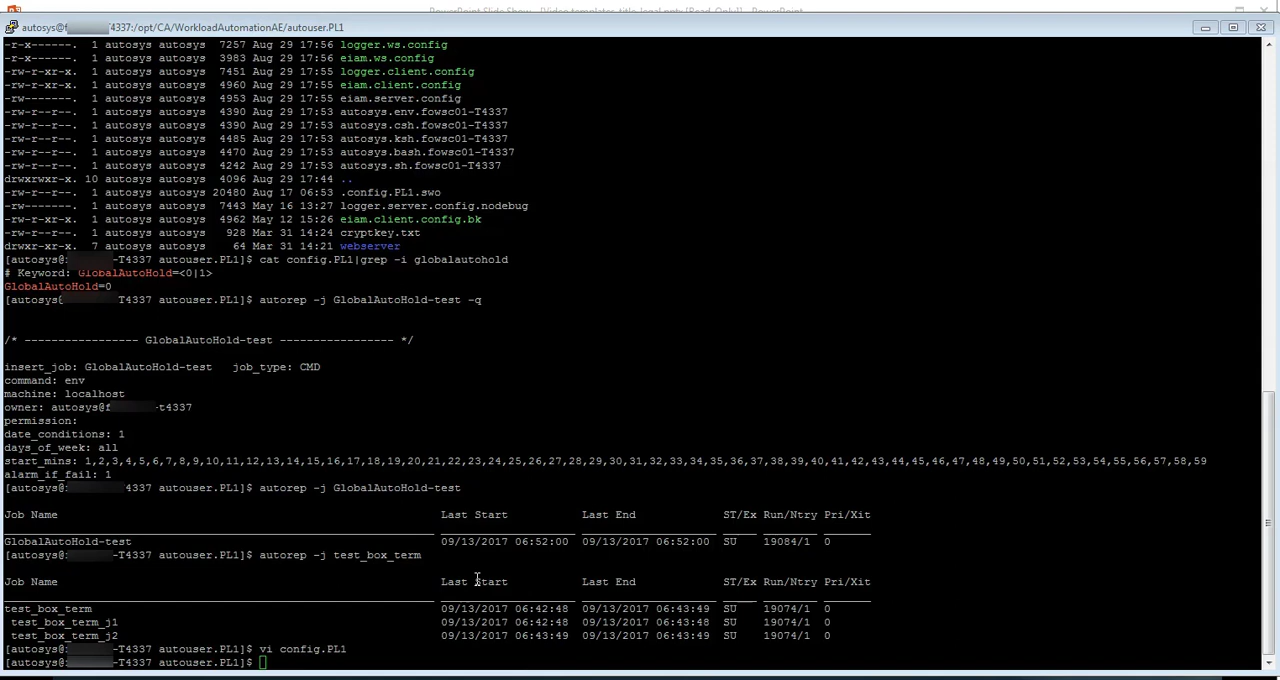 autosys@f 4337:/opt/CA/WorkloadAutomationAE/autouser.PL1
-r-x------. 1 autosys autosys 7257 Aug 29 17:56 logger.ws.config
-r-x------. 1 autosys autosys 3983 Aug 29 17:56 eiam.ws.config
-rw-r-xr-x. 1 autosys autosys 7451 Aug 29 17:55 logger.client.config
-rw-r-xr-x. 1 autosys autosys 4960 Aug 29 17:55 eiam.client.config
-rw-------. 1 autosys autosys 4953 Aug 29 17:55 eiam.server.config
-rw-r--r--. 1 autosys autosys 4390 Aug 29 17:53 autosys.env.fowsc01-T4337
-rw-r--r--. 1 autosys autosys 4390 Aug 29 17:53 autosys.csh.fowsc01-T4337
-rw-r--r--. 1 autosys autosys 4485 Aug 29 17:53 autosys.ksh.fowsc01-T4337
-rw-r--r--. 1 autosys autosys 4470 Aug 29 17:53 autosys.bash.fowsc01-T4337
-rw-r--r--. 1 autosys autosys 4242 Aug 29 17:53 autosys.sh.fowsc01-T4337
drwxrwxr-x. 10 autosys autosys 4096 Aug 29 17:44 ..
-rw-r--r--. 1 autosys autosys 20480 Aug 17 06:53 .config.PL1.swo
-rw-r--r--. 1 autosys autosys 7443 May 16 13:27 logger.server.config.nodebug
-rw-r-xr-x. 1 autosys autosys 4962 May 12 15:26 eiam.client.config.bk
-rw-r--r--. 1 autosys autosys 928 Mar 31 14:24 cryptkey.txt
drwxr-xr-x. 7 autosys autosys 64 Mar 31 14:21 webserver
[autosys@ -T4337 autouser.PL1]$ cat config.PL1|grep -i globalautohold
# Keyword: GlobalAutoHold=<0|1>
GlobalAutoHold=0
[autosys@ T4337 autouser.PL1]$ autorep -j GlobalAutoHold-test -q
/* ----------------- GlobalAutoHold-test ----------------- */
insert_job: GlobalAutoHold-test job_type: CMD
command: env
machine: localhost
owner: autosys@f -t4337
permission:
date_conditions: 1
days_of_week: all
start_mins: 1,2,3,4,5,6,7,8,9,10,11,12,13,14,15,16,17,18,19,20,21,22,23,24,25,26,27,28,29,30,31,32,33,34,35,36,37,38,39,40,41,42,43,44,45,46,47,48,49,50,51,52,53,54,55,56,57,58,59
alarm_if_fail: 1
[autosys@ 4337 autouser.PL1]$ autorep -j GlobalAutoHold-test
Job Name Last Start Last End ST/Ex Run/Ntry Pri/Xit
GlobalAutoHold-test 09/13/2017 06:52:00 09/13/2017 06:52:00 SU 19084/1 0
[autosys@ -T4337 autouser.PL1]$ autorep -j test_box_term
Job Name Last Start Last End ST/Ex Run/Ntry Pri/Xit
test_box_term 09/13/2017 06:42:48 09/13/2017 06:43:49 SU 19074/1 0
test_box_term_j1 09/13/2017 06:42:48 09/13/2017 06:43:48 SU 19074/1 0
test_box_term_j2 09/13/2017 06:43:49 09/13/2017 06:43:49 SU 19074/1 0
[autosys@ -T4337 autouser.PL1]$ vi config.PL1
[autosys@ -T4337 autouser.PL1]$